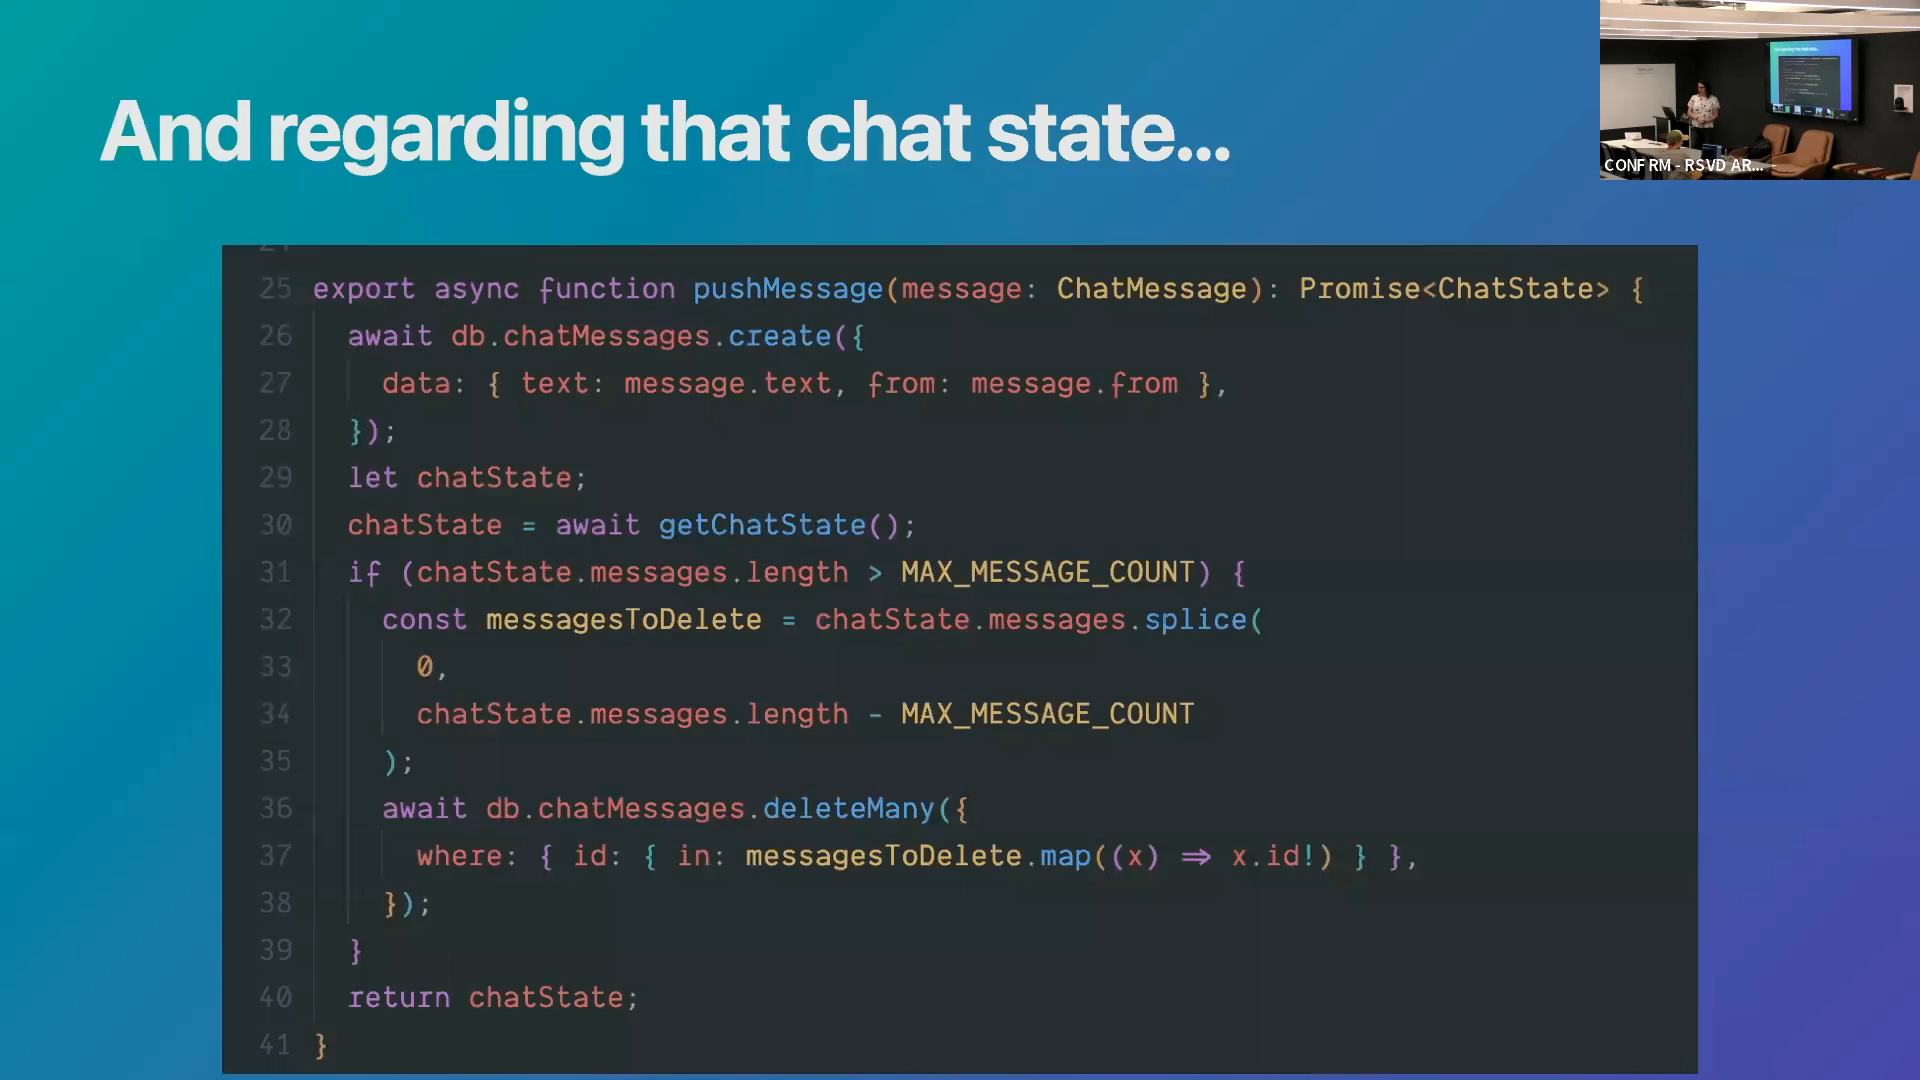 And regarding that chat state...
CONF RM - RSVD AR...
25 export async function pushMessage(message: ChatMessage): Promise<ChatState> {
26 await db.chatMessages.create({
27 data: { text: message.text, from: message.from },
28 });
29 let chatState;
30 chatState = await getChatState();
31 if (chatState.messages.length > MAX_MESSAGE_COUNT) {
32 const messagesToDelete = chatState.messages.splice(
33 0,
34 chatState.messages.length - MAX_MESSAGE_COUNT
35 );
36 await db.chatMessages.deleteMany({
37 where: { id: { in: messagesToDelete.map((x) => x.id!) } },
38 });
39 }
40 return chatState;
41 }